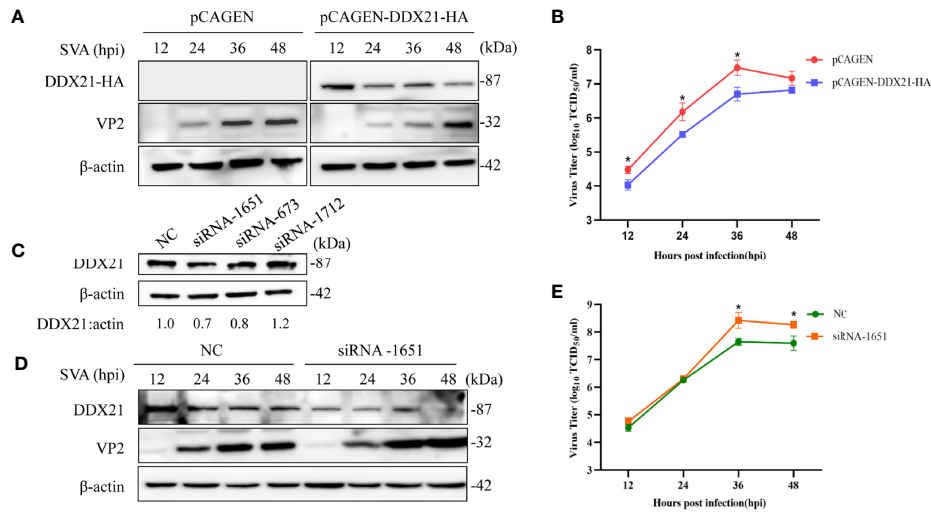 A
pCAGEN pCAGEN-DDX21-HA
SVA (hpi) 12 24 36 48 12 24 36 48 (kDa)
DDX21-HA -87
VP2 -32
β-actin -42
B
Virus Titer (log10 TCID50/ml)
8
7
6
5
4
3
* * *
12 24 36 48
Hours post infection(hpi)
pCAGEN
pCAGEN-DDX21-HA
C
NC siRNA-1651 siRNA-673 siRNA-1712 (kDa)
DDX21 -87
β-actin -42
DDX21:actin 1.0 0.7 0.8 1.2
D
NC siRNA -1651
SVA (hpi) 12 24 36 48 12 24 36 48 (kDa)
DDX21 -87
VP2 -32
β-actin -42
E
Virus Titer (log10 TCID50/ml)
9
8
7
6
5
4
3
* *
12 24 36 48
Hours post infection(hpi)
NC
siRNA-1651